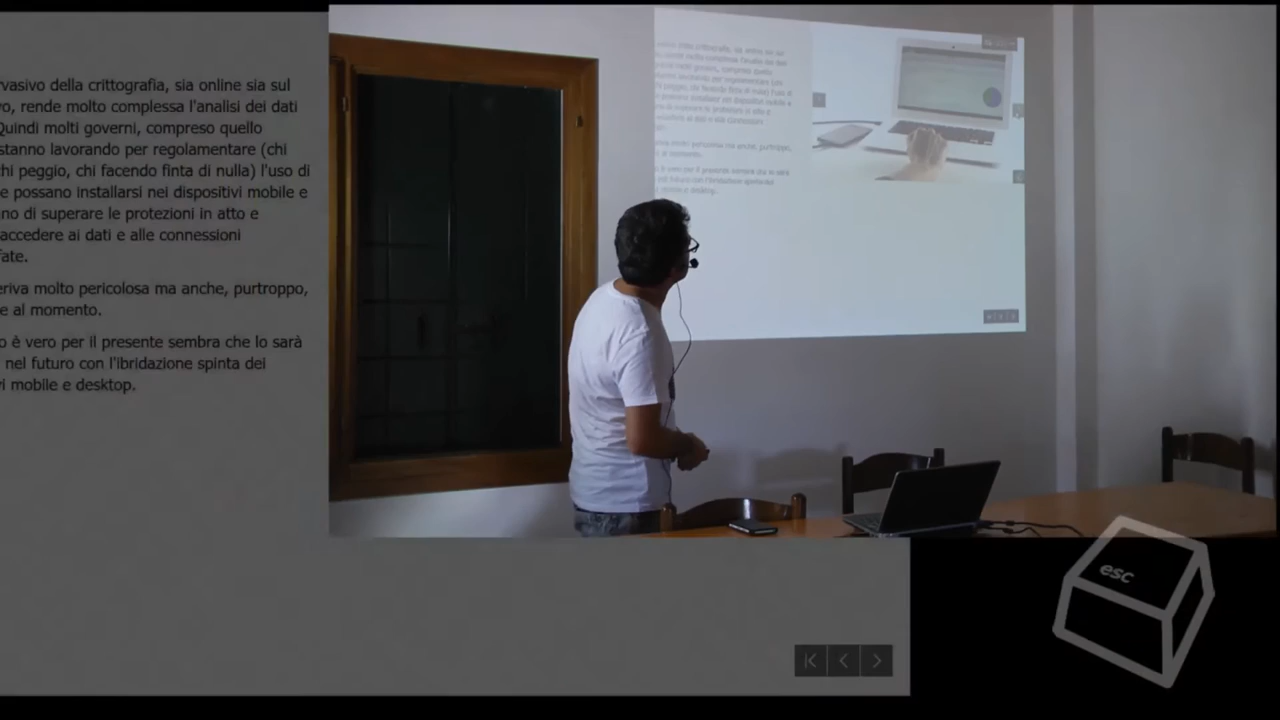 vasivo della crittografia, sia online sia sul
vo, rende molto complessa l'analisi dei dati
Quindi molti governi, compreso quello
stanno lavorando per regolamentare (chi
chi peggio, chi facendo finta di nulla) l'uso di
e possano installarsi nei dispositivi mobile e
no di superare le protezioni in atto e
accedere ai dati e alle connessioni
fate.
eriva molto pericolosa ma anche, purtroppo,
e al momento.
o è vero per il presente sembra che lo sarà
nel futuro con l'ibridazione spinta dei
vi mobile e desktop.
esc